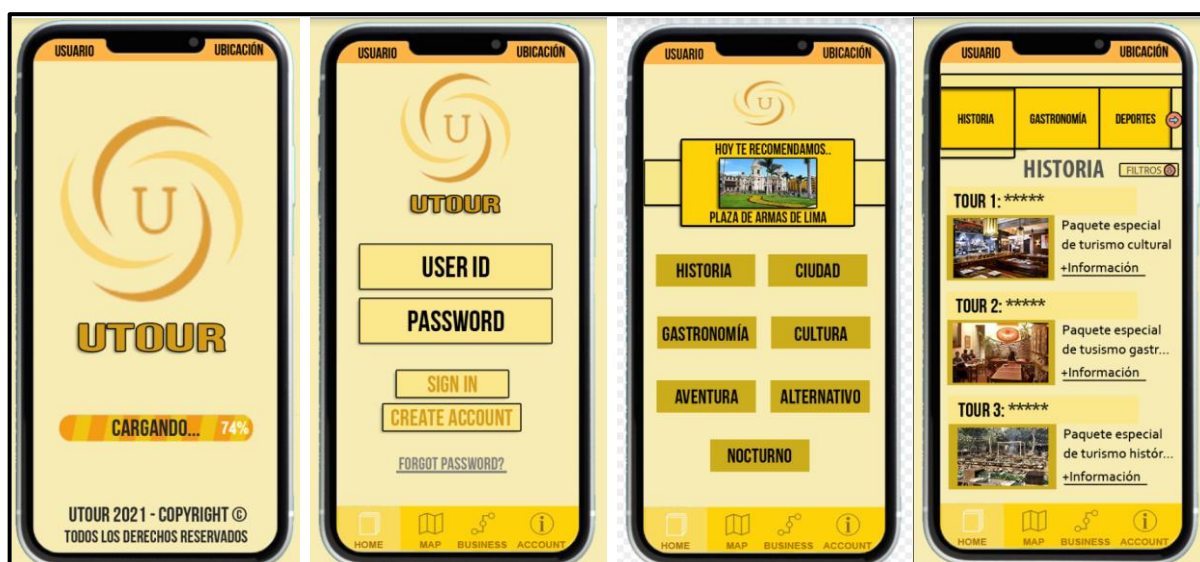 USUARIO UBICACIÓN
U
UTOUR
CARGANDO... 74%
UTOUR 2021 - COPYRIGHT ©
TODOS LOS DERECHOS RESERVADOS
USUARIO UBICACIÓN
U
UTOUR
USER ID
PASSWORD
SIGN IN
CREATE ACCOUNT
FORGOT PASSWORD?
HOME MAP BUSINESS ACCOUNT
USUARIO UBICACIÓN
U
HOY TE RECOMENDAMOS..
PLAZA DE ARMAS DE LIMA
HISTORIA CIUDAD
GASTRONOMÍA CULTURA
AVENTURA ALTERNATIVO
NOCTURNO
HOME MAP BUSINESS ACCOUNT
USUARIO UBICACIÓN
HISTORIA GASTRONOMÍA DEPORTES
HISTORIA FILTROS
TOUR 1: *****
Paquete especial
de turismo cultural
+Información
TOUR 2: *****
Paquete especial
de tusismo gastr...
+Información
TOUR 3: *****
Paquete especial
de turismo histór...
+Información
HOME MAP BUSINESS ACCOUNT